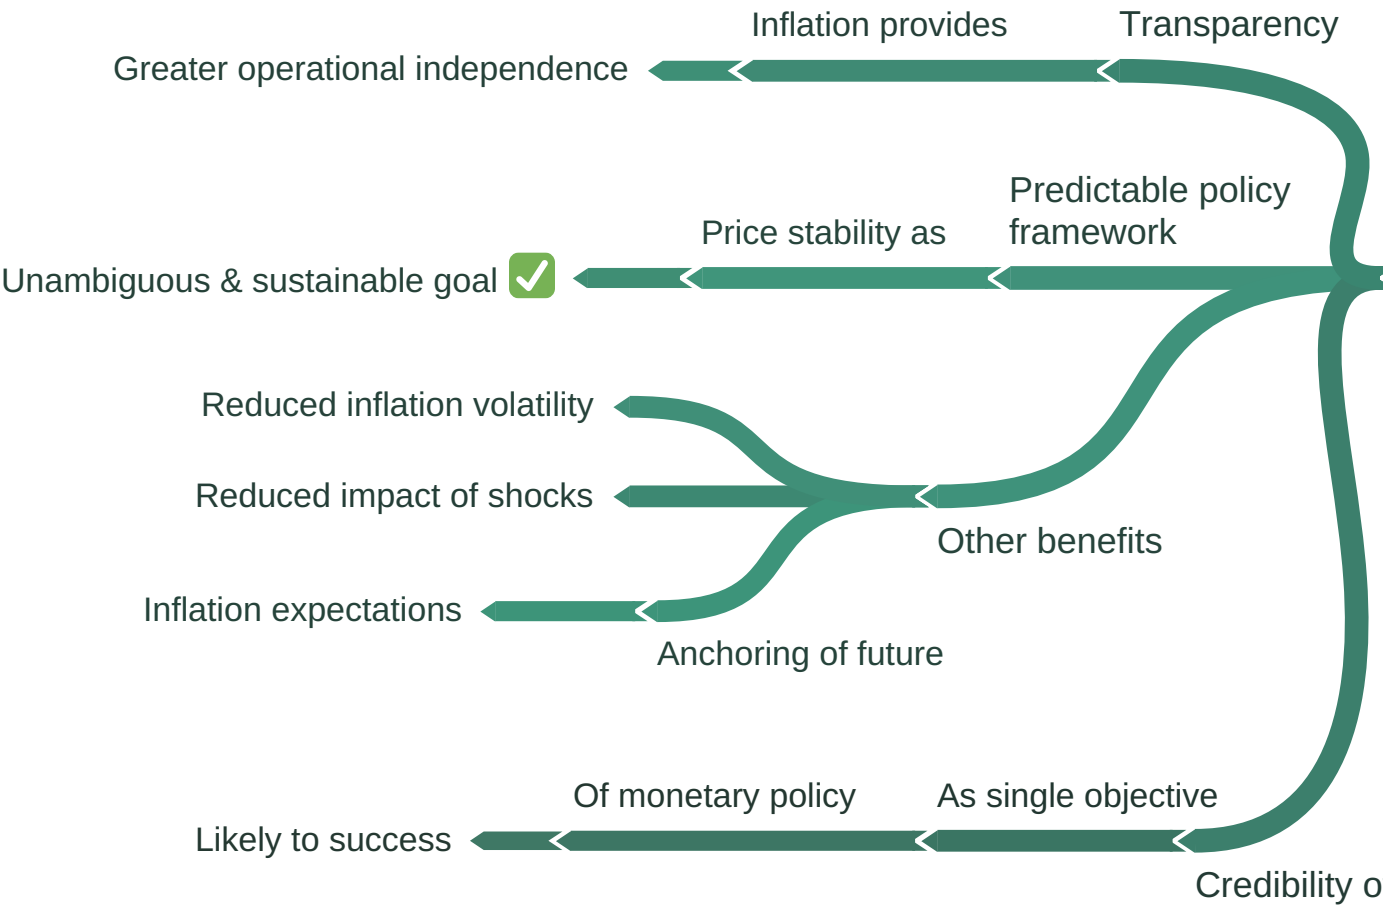 Transparency
Inflation provides
Greater operational independence
Predictable policy
framework
Price stability as
Unambiguous & sustainable goal ✅
Other benefits
Reduced inflation volatility
Reduced impact of shocks
Anchoring of future
Inflation expectations
Credibility o
As single objective
Of monetary policy
Likely to success